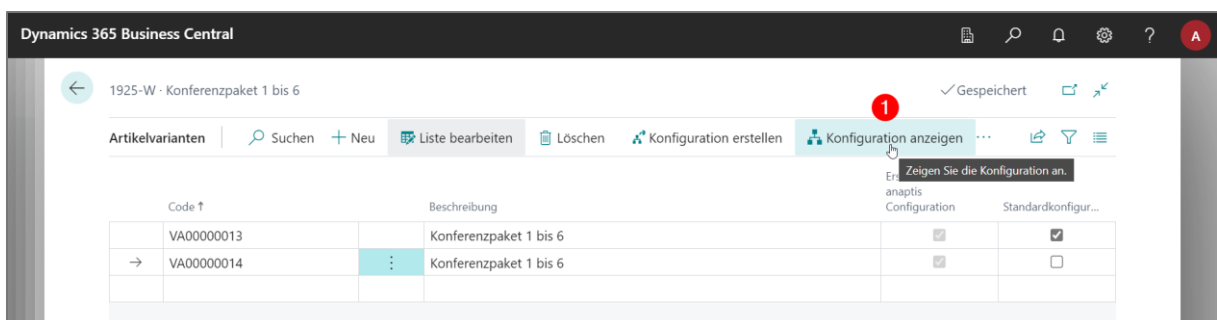 Dynamics 365 Business Central
?
A
1925-W · Konferenzpaket 1 bis 6
Gespeichert
1
Artikelvarianten
Suchen
Neu
Liste bearbeiten
Löschen
Konfiguration erstellen
Konfiguration anzeigen
Zeigen Sie die Konfiguration an.
Code ↑
Beschreibung
anaptis
Configuration
Standardkonfigur...
VA00000013
Konferenzpaket 1 bis 6
VA00000014
Konferenzpaket 1 bis 6